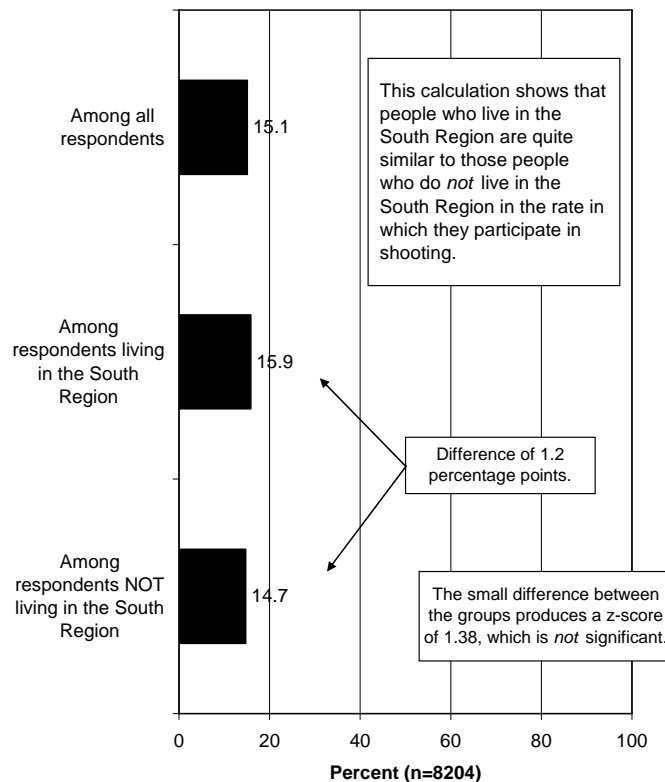 Among all
respondents
15.1
This calculation shows that
people who live in the
South Region are quite
similar to those people
who do not live in the
South Region in the rate in
which they participate in
shooting.
Among
respondents living
in the South
Region
15.9
Difference of 1.2
percentage points.
Among
respondents NOT
living in the South
Region
14.7
The small difference between
the groups produces a z-score
of 1.38, which is not significant.
0 20 40 60 80 100
Percent (n=8204)